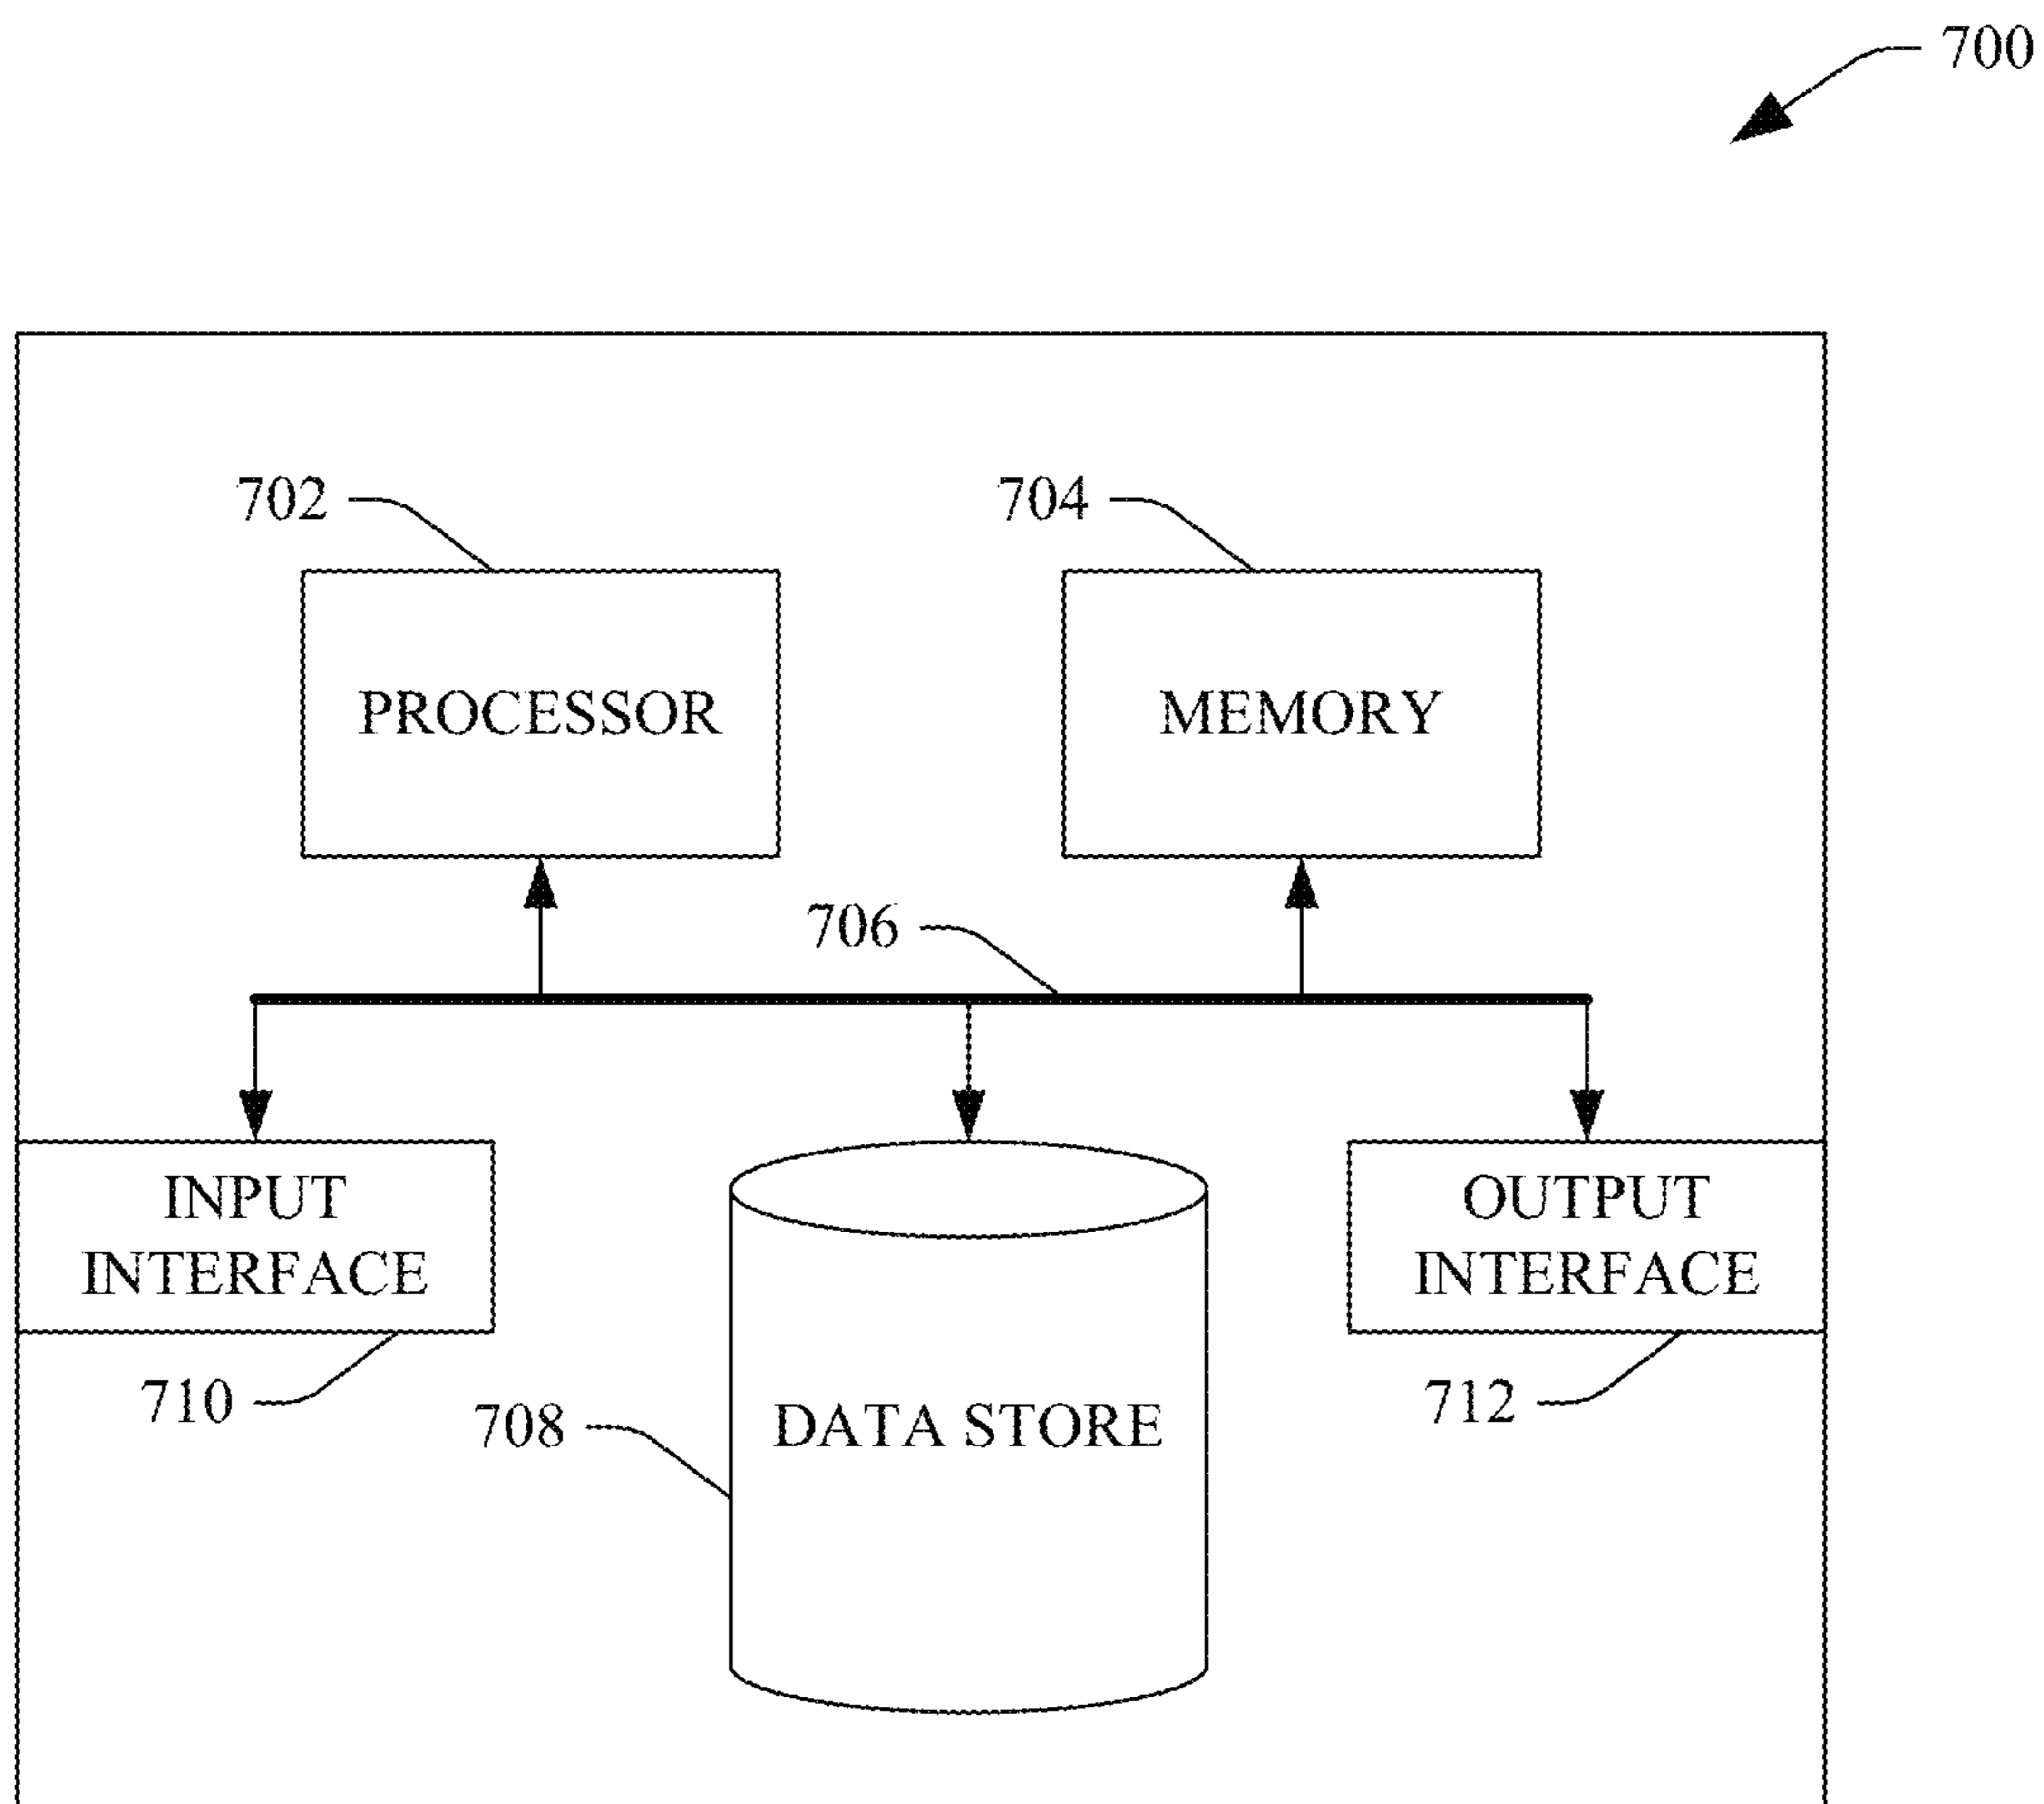 700
702
704
PROCESSOR
MEMORY
706
INPUT
INTERFACE
OUTPUT
INTERFACE
710
708
DATA STORE
712